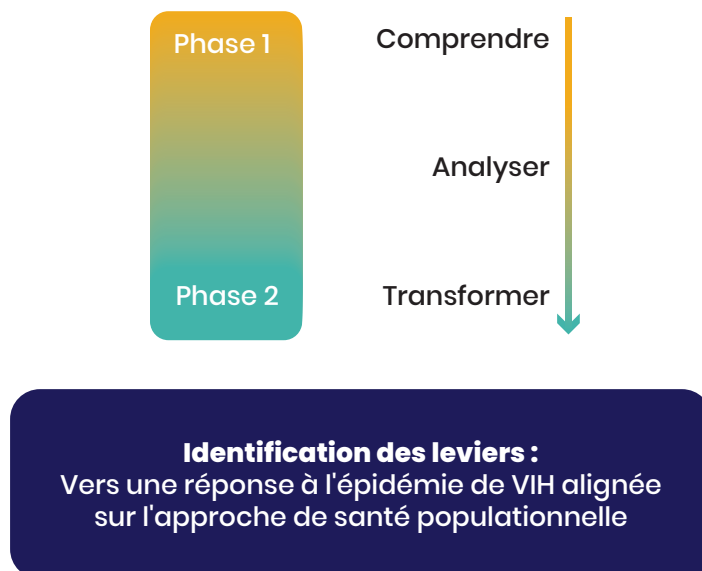 Phase 1
Comprendre
Analyser
Phase 2
Transformer
Identification des leviers :
Vers une réponse à l'épidémie de VIH alignée
sur l'approche de santé populationnelle